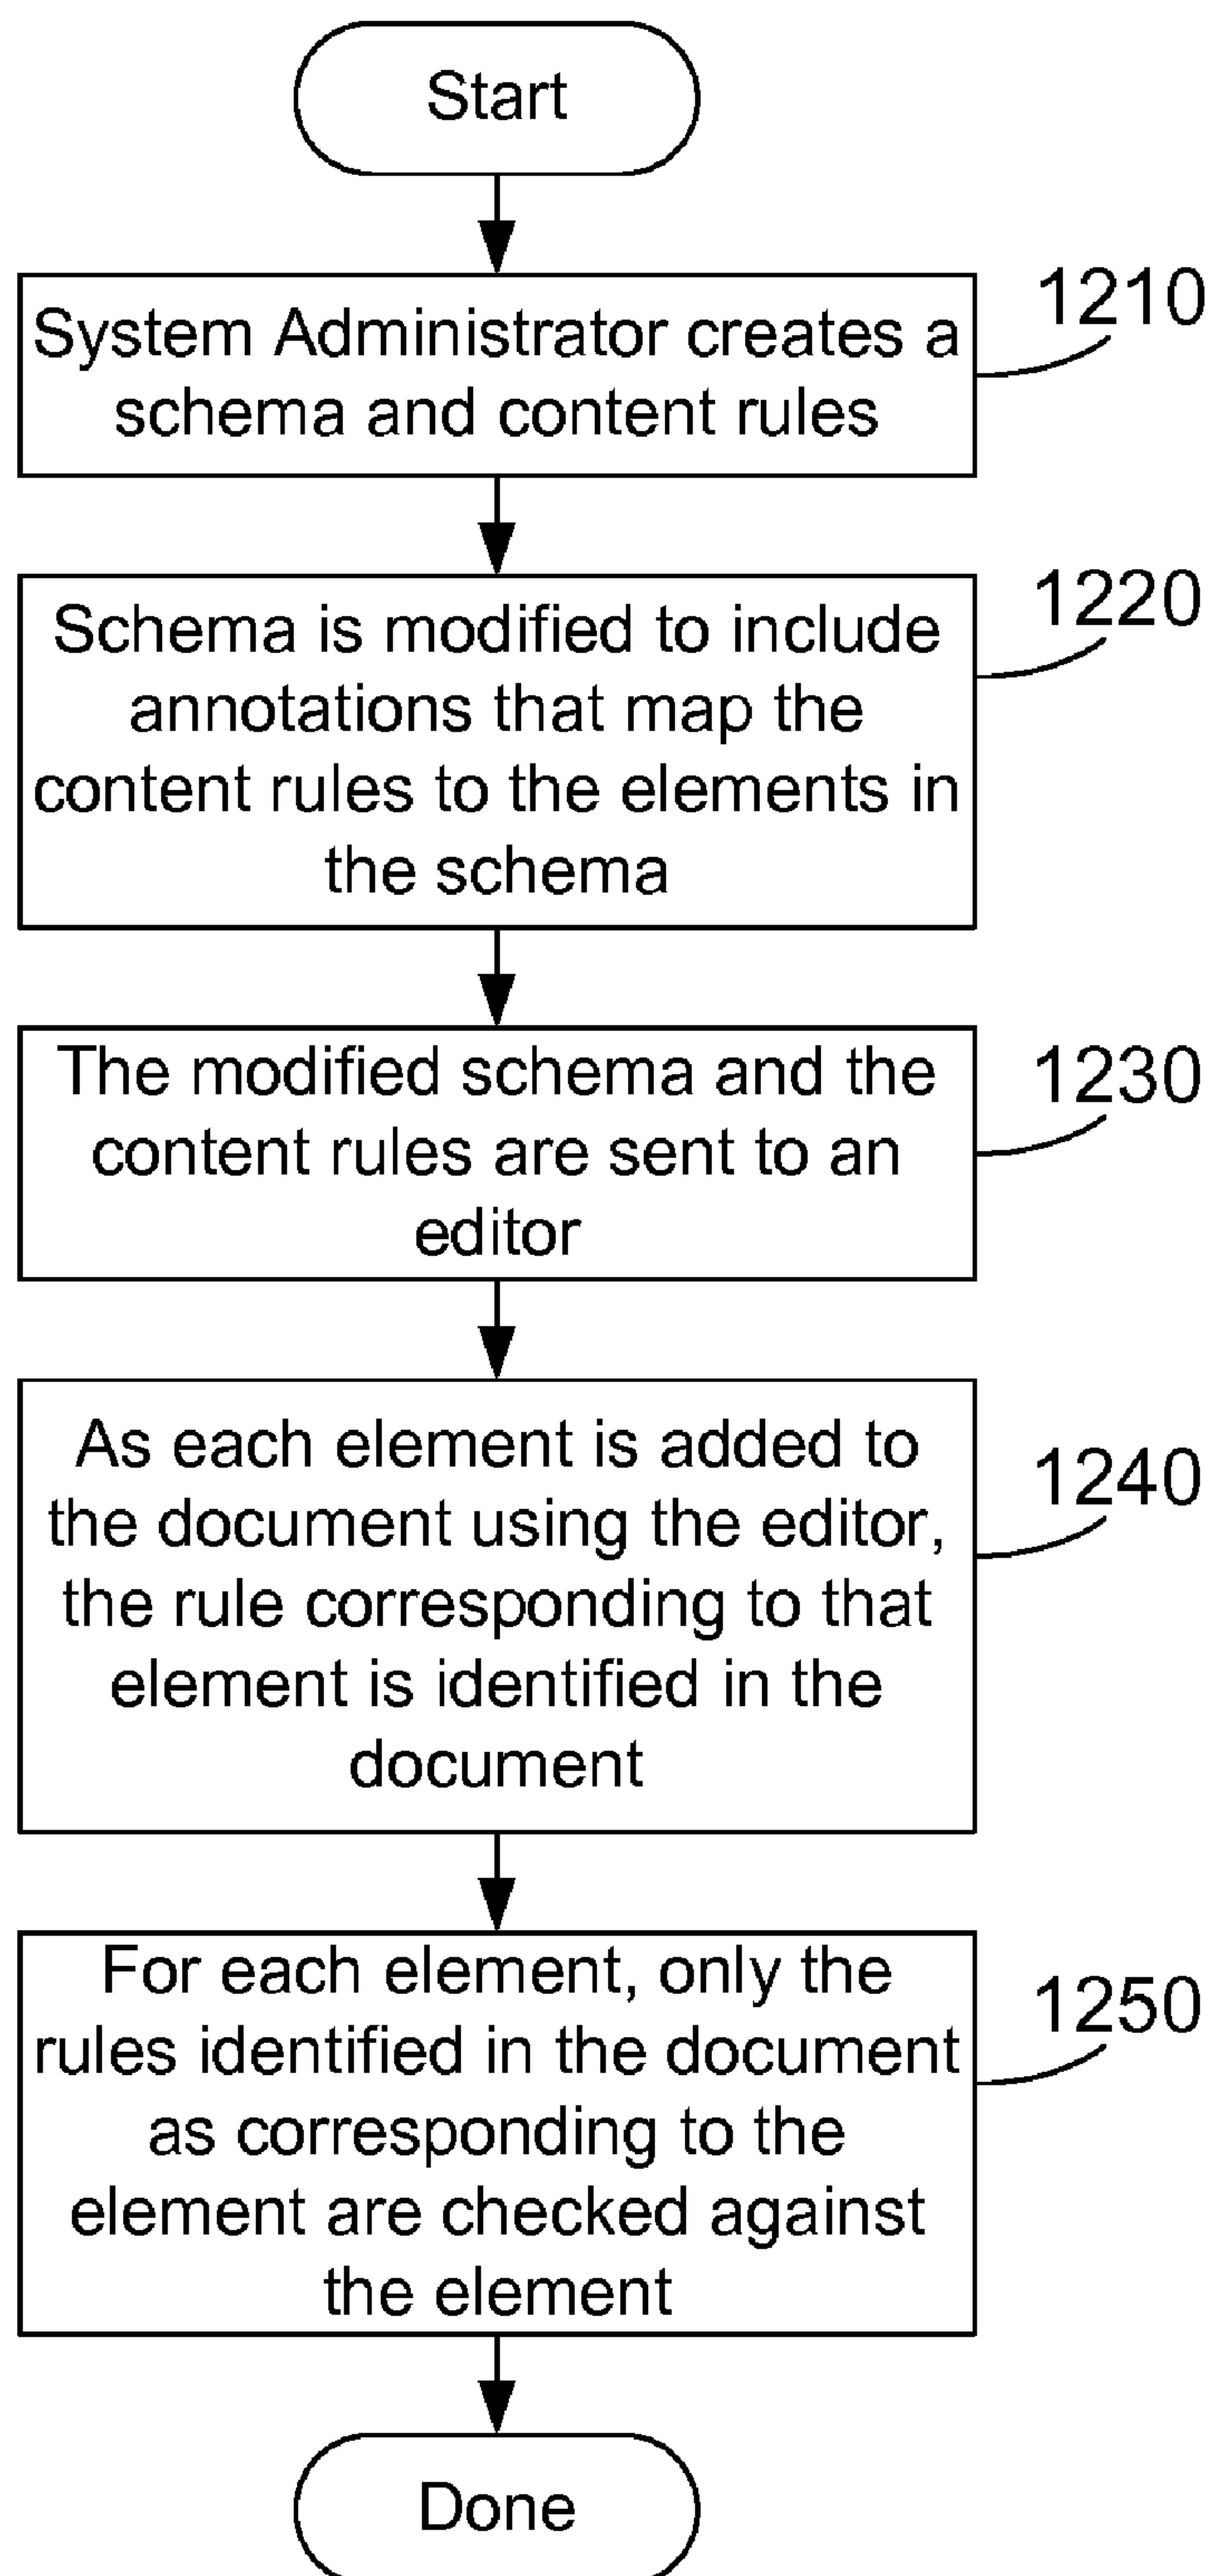 Start
System Administrator creates a
schema and content rules
1210
Schema is modified to include
annotations that map the
content rules to the elements in
the schema
1220
The modified schema and the
content rules are sent to an
editor
1230
As each element is added to
the document using the editor,
the rule corresponding to that
element is identified in the
document
1240
For each element, only the
rules identified in the document
as corresponding to the
element are checked against
the element
1250
Done